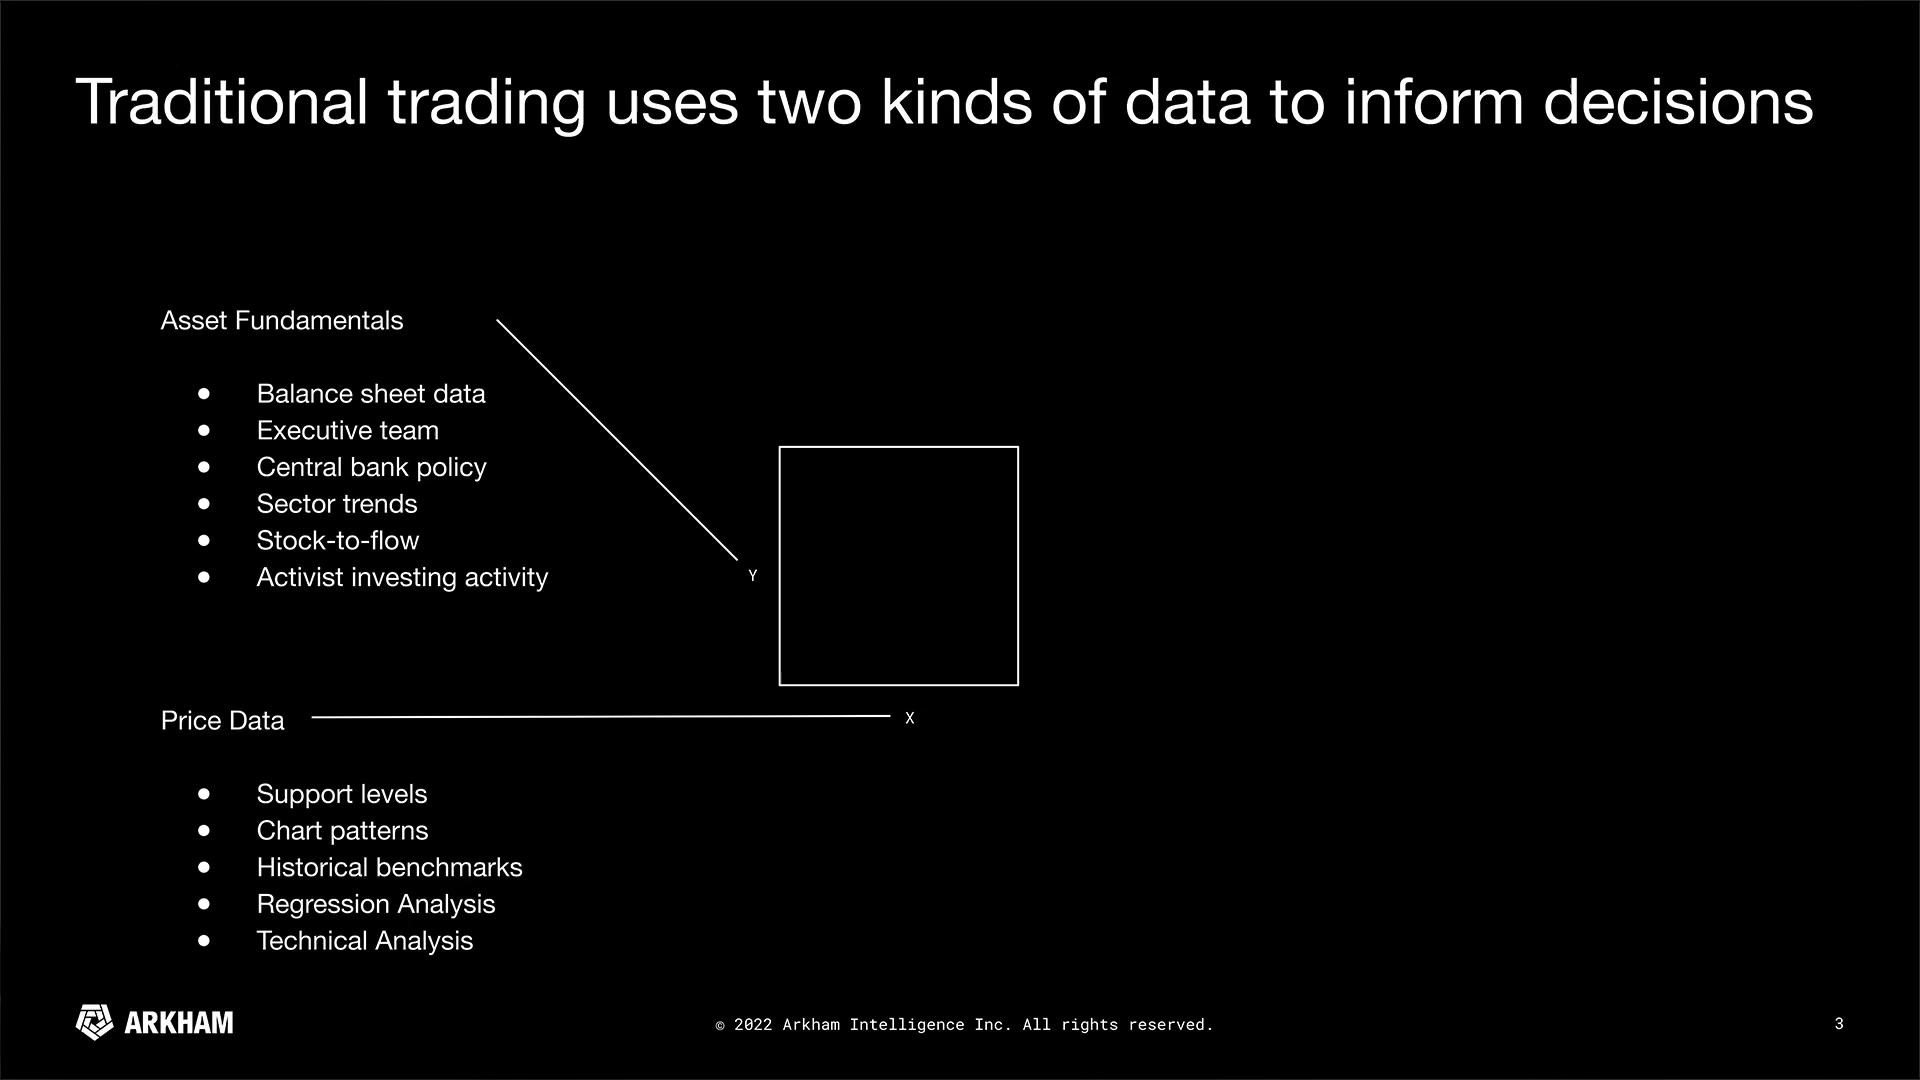 Traditional trading uses two kinds of data to inform decisions
Asset Fundamentals
● Balance sheet data
● Executive team
● Central bank policy
● Sector trends
● Stock-to-flow
● Activist investing activity
Y
Price Data
X
● Support levels
● Chart patterns
● Historical benchmarks
● Regression Analysis
● Technical Analysis
ARKHAM
© 2022 Arkham Intelligence Inc. All rights reserved.
3